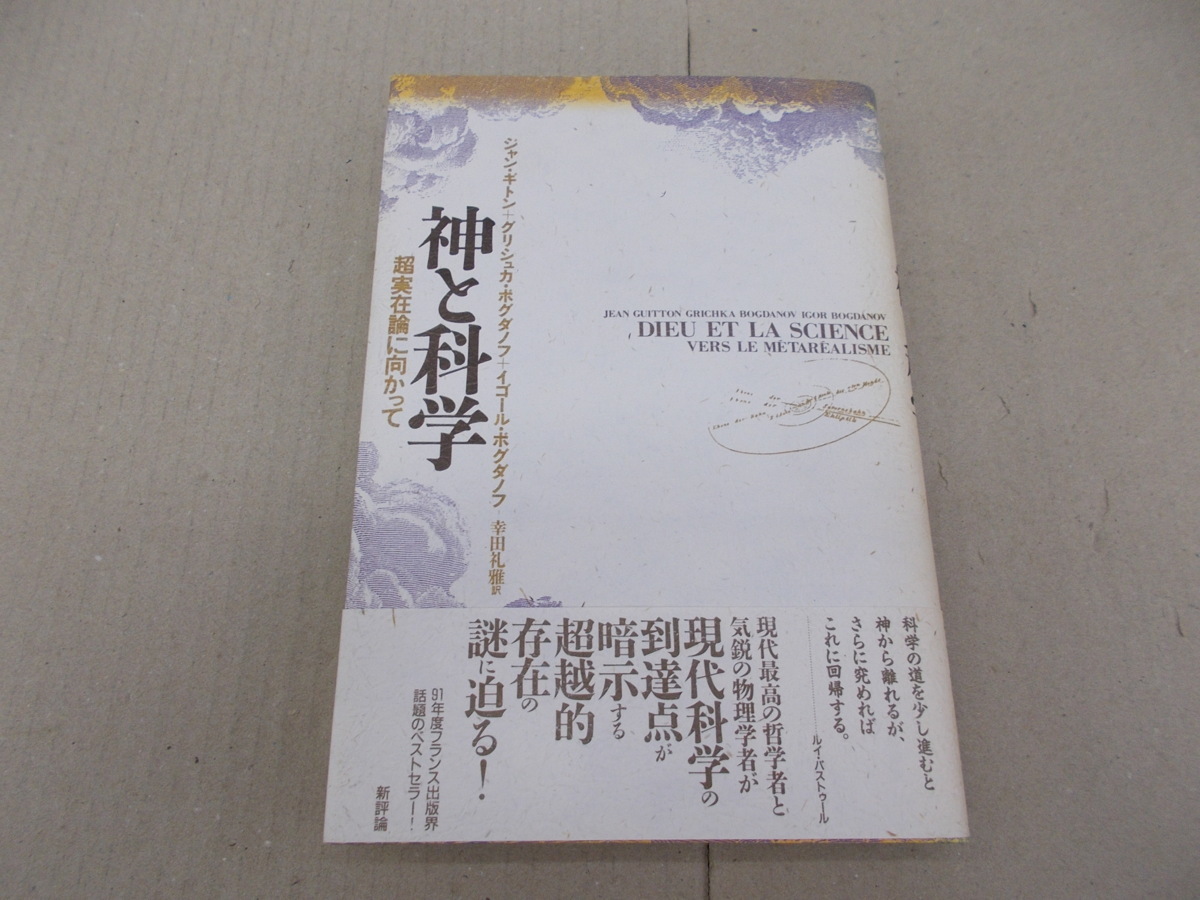 ジャン・ギトン+グリシュカ・ボグダノフ+イゴール・ボグダノフ
幸田礼雅訳
神と科学
超実在論に向かって
JEAN GUITTON GRICHKA BOGDANOV IGOR BOGDANOV
DIEU ET LA SCIENCE
VERS LE MÉTARÉALISME
科学の道を少し進むと
神から離れるが、
さらに究めれば
これに回帰する。
ルイ・パストゥール
現代最高の哲学者と
気鋭の物理学者が
現代科学の
到達点が
暗示する
超越的
存在の
謎に迫る!
91年度フランス出版界
話題のベストセラー!
新評論